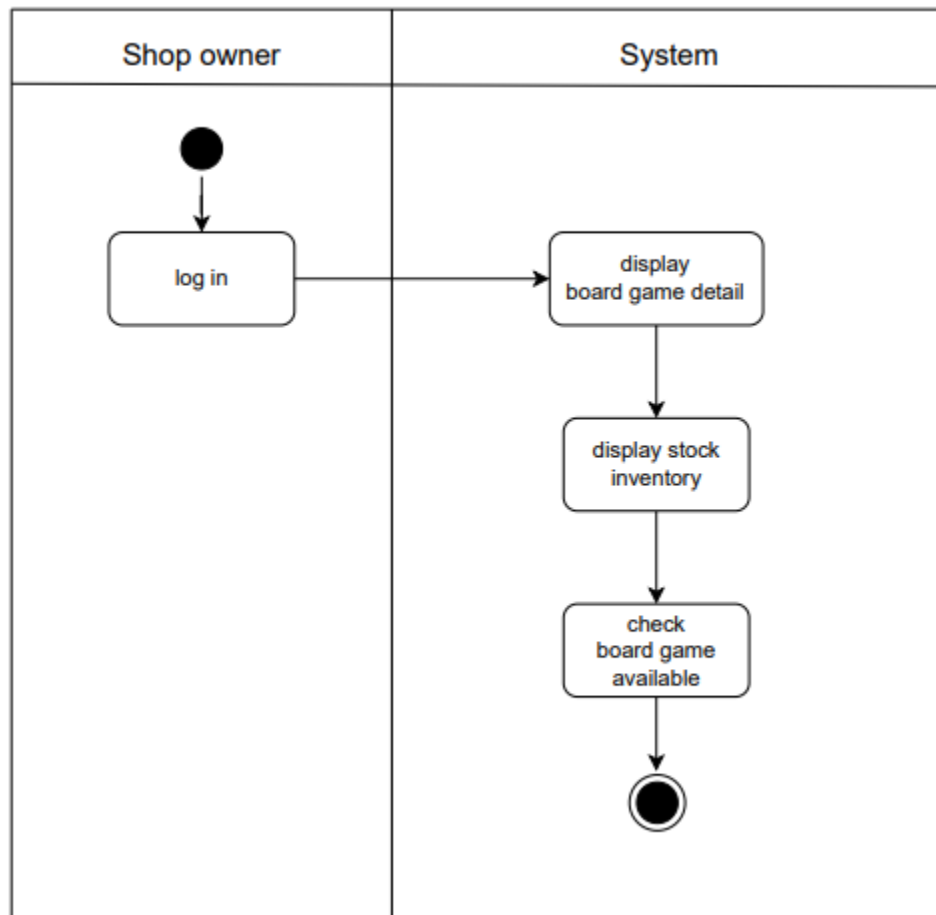 Shop owner
System
log in
display
board game detail
display stock
inventory
check
board game
available